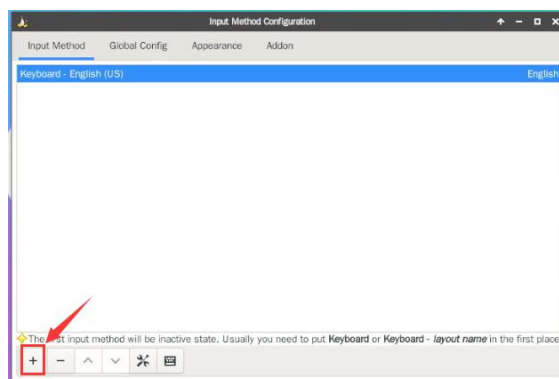 Input Method Configuration
Input Method Global Config Appearance Addon
Keyboard - English (US) English
The first input method will be inactive state. Usually you need to put Keyboard or Keyboard - layout name in the first place